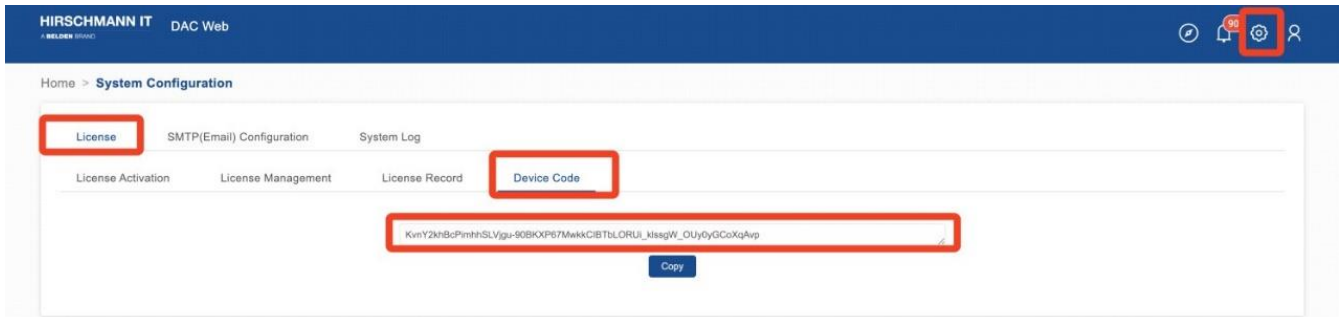 HIRSCHMANN IT
A BELDEN BRAND
DAC Web
90
Home > System Configuration
License SMTP(Email) Configuration System Log
License Activation License Management License Record Device Code
KvnY2khBcPimhhSLVjgu-90BKXP67MwkkCIBTbLORUi_klssgW_OUy0yGCoXqAvp
Copy